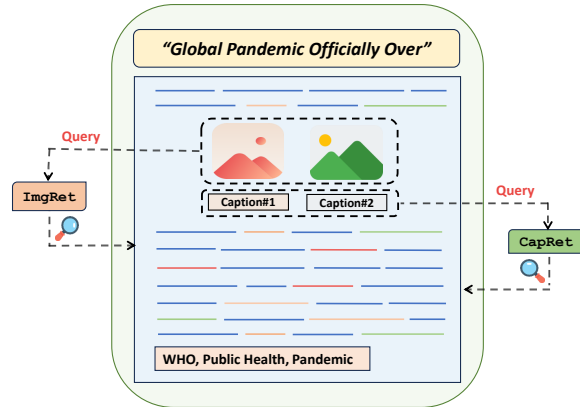 “Global Pandemic Officially Over”
Query
ImgRet
Caption#1
Caption#2
Query
CapRet
WHO, Public Health, Pandemic